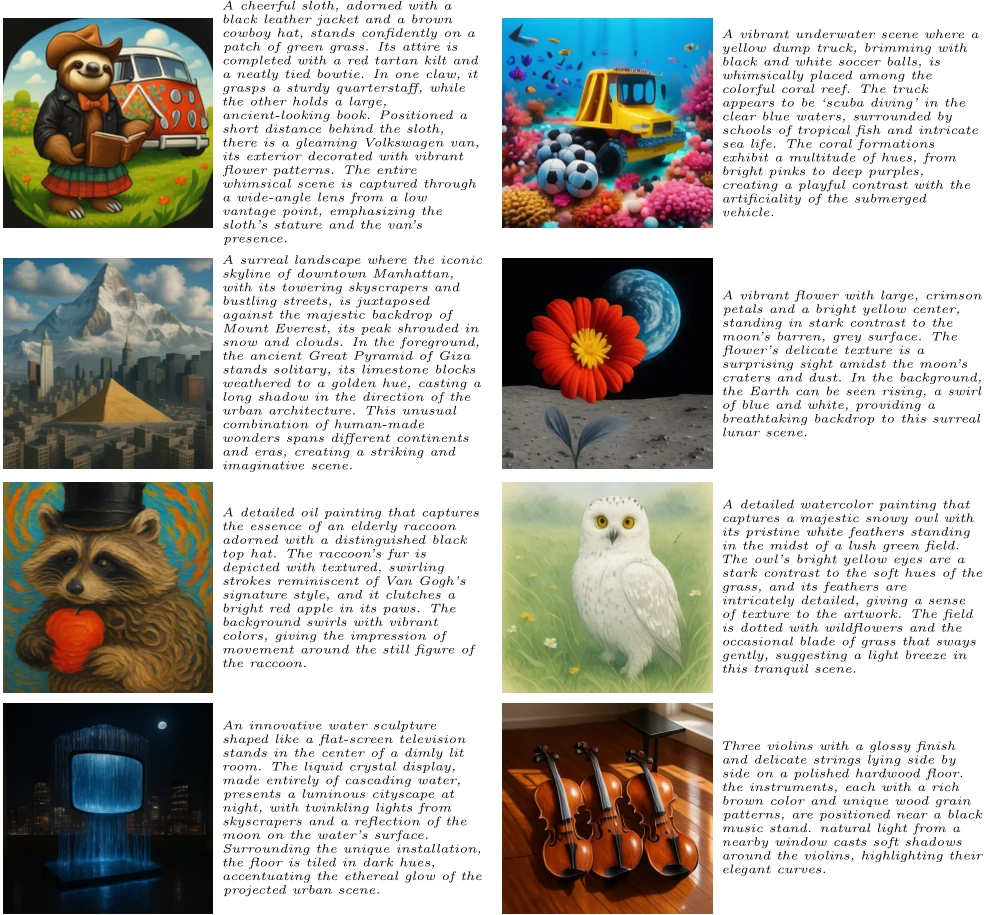 A cheerful sloth, adorned with a
black leather jacket and a brown
cowboy hat, stands confidently on a
patch of green grass. Its attire is
completed with a red tartan kilt and
a neatly tied bowtie. In one claw, it
grasps a sturdy quarterstaff, while
the other holds a large,
ancient-looking book. Positioned a
short distance behind the sloth,
there is a gleaming Volkswagen van,
its exterior decorated with vibrant
flower patterns. The entire
whimsical scene is captured through
a wide-angle lens from a low
vantage point, emphasizing the
sloth's stature and the van's
presence.
A vibrant underwater scene where a
yellow dump truck, brimming with
black and white soccer balls, is
whimsically placed among the
colorful coral reef. The truck
appears to be 'scuba diving' in the
clear blue waters, surrounded by
schools of tropical fish and intricate
sea life. The coral formations
exhibit a multitude of hues, from
bright pinks to deep purples,
creating a playful contrast with the
artificiality of the submerged
vehicle.
A surreal landscape where the iconic
skyline of downtown Manhattan,
with its towering skyscrapers and
bustling streets, is juxtaposed
against the majestic backdrop of
Mount Everest, its peak shrouded in
snow and clouds. In the foreground,
the ancient Great Pyramid of Giza
stands solitary, its limestone blocks
weathered to a golden hue, casting a
long shadow in the direction of the
urban architecture. This unusual
combination of human-made
wonders spans different continents
and eras, creating a striking and
imaginative scene.
A vibrant flower with large, crimson
petals and a bright yellow center,
standing in stark contrast to the
moon's barren, grey surface. The
flower's delicate texture is a
surprising sight amidst the moon's
craters and dust. In the background,
the Earth can be seen rising, a swirl
of blue and white, providing a
breathtaking backdrop to this surreal
lunar scene.
A detailed oil painting that captures
the essence of an elderly raccoon
adorned with a distinguished black
top hat. The raccoon's fur is
depicted with textured, swirling
strokes reminiscent of Van Gogh's
signature style, and it clutches a
bright red apple in its paws. The
background swirls with vibrant
colors, giving the impression of
movement around the still figure of
the raccoon.
A detailed watercolor painting that
captures a majestic snowy owl with
its pristine white feathers standing
in the midst of a lush green field.
The owl's bright yellow eyes are a
stark contrast to the soft hues of the
grass, and its feathers are
intricately detailed, giving a sense
of texture to the artwork. The field
is dotted with wildflowers and the
occasional blade of grass that sways
gently, suggesting a light breeze in
this tranquil scene.
An innovative water sculpture
shaped like a flat-screen television
stands in the center of a dimly lit
room. The liquid crystal display,
made entirely of cascading water,
presents a luminous cityscape at
night, with twinkling lights from
skyscrapers and a reflection of the
moon on the water's surface.
Surrounding the unique installation,
the floor is tiled in dark hues,
accentuating the ethereal glow of the
projected urban scene.
Three violins with a glossy finish
and delicate strings lying side by
side on a polished hardwood floor.
the instruments, each with a rich
brown color and unique wood grain
patterns, are positioned near a black
music stand. natural light from a
nearby window casts soft shadows
around the violins, highlighting their
elegant curves.